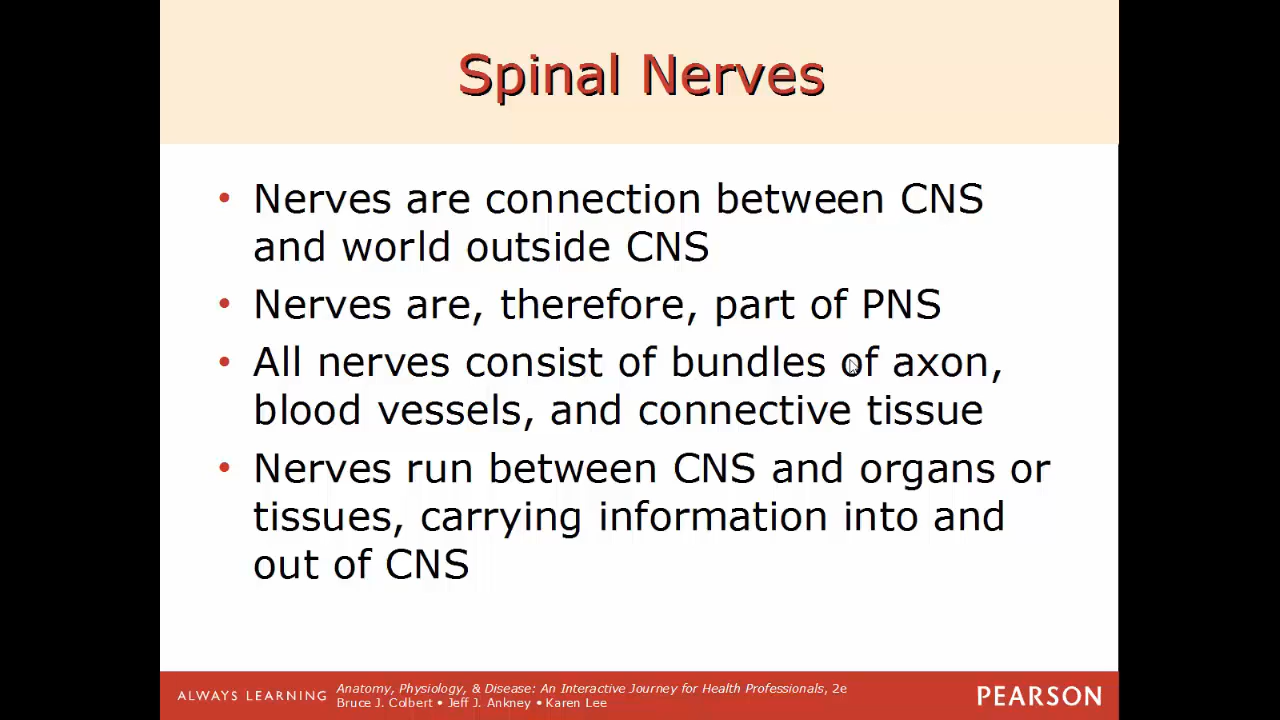 Spinal Nerves
• Nerves are connection between CNS
and world outside CNS
• Nerves are, therefore, part of PNS
• All nerves consist of bundles of axon,
blood vessels, and connective tissue
• Nerves run between CNS and organs or
tissues, carrying information into and
out of CNS
ALWAYS LEARNING
Anatomy, Physiology, & Disease: An Interactive Journey for Health Professionals, 2e
Bruce J. Colbert • Jeff J. Ankney • Karen Lee
PEARSON